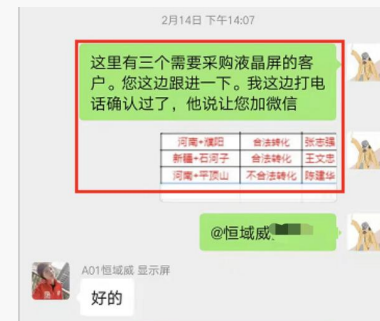 2月14日 下午14:07
这里有三个需要采购液晶屏的客
户。您这边跟进一下。我这边打电
话确认过了，他说让您加微信
河南+濮阳 合法转化 张志强
新疆+石河子 合法转化 王文忠
河南+平顶山 不合法转化 陈建华
@恒域威
A01恒域威 显示屏
好的